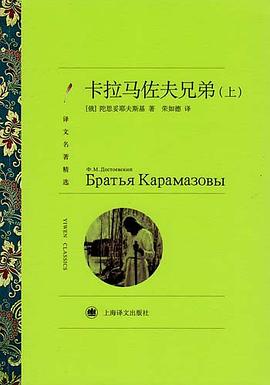 卡拉马佐夫兄弟(上)
[俄] 陀思妥耶夫斯基 著 荣如德 译
译文名著精选
YIWEN CLASSICS
Ф.М.Достоевский
Братья Карамазовы
上海译文出版社